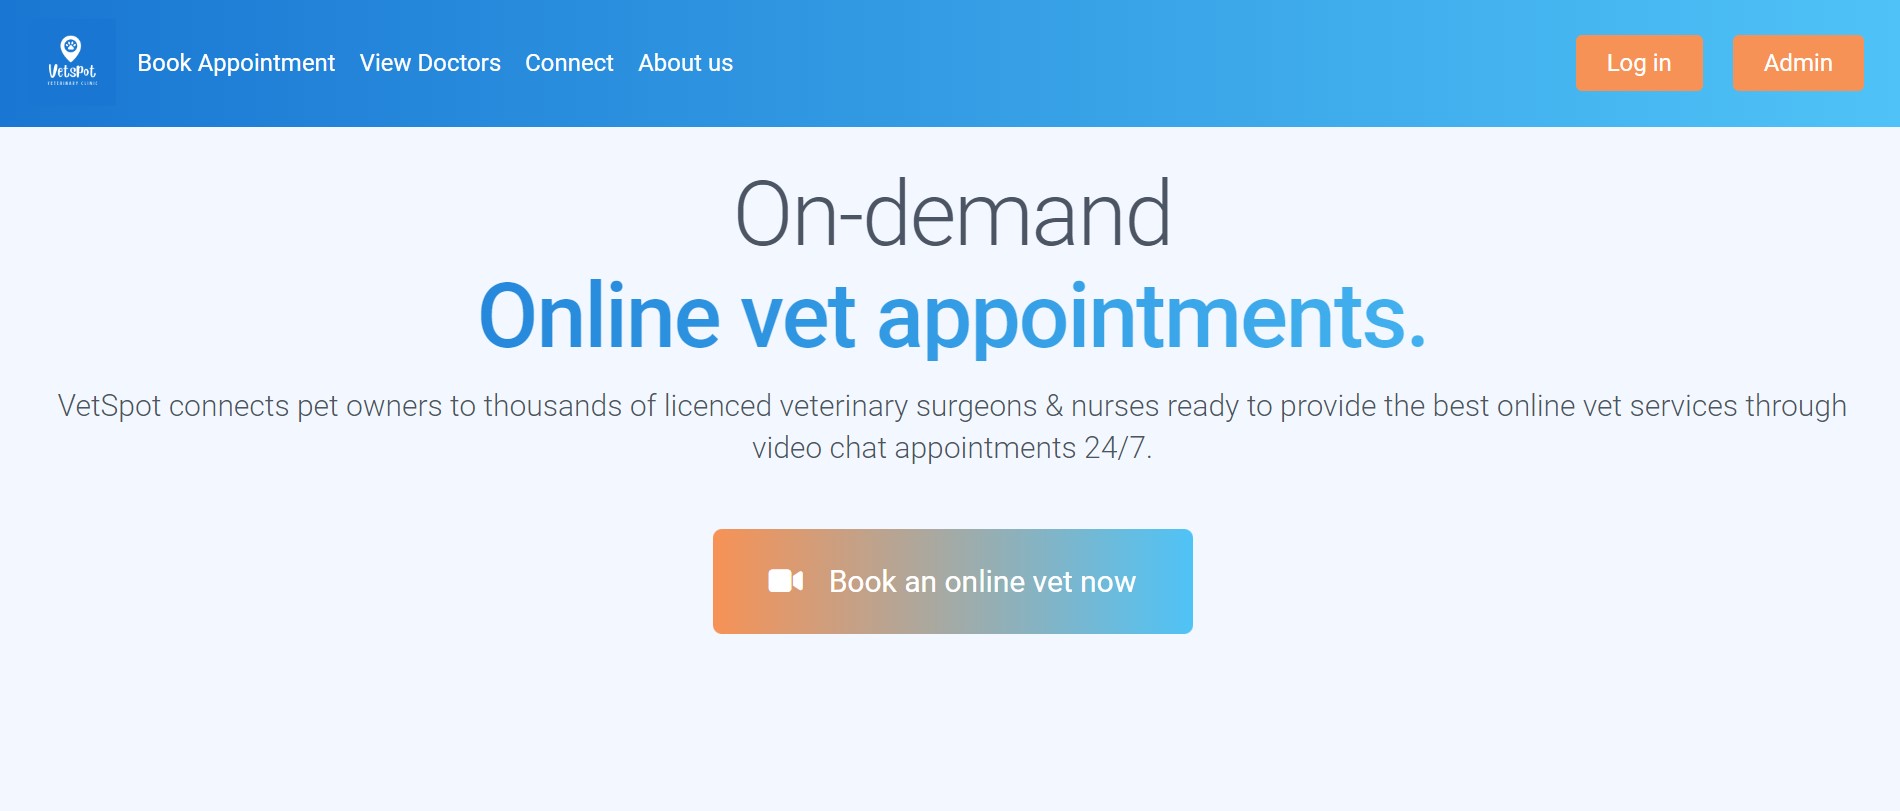 VetsPot
VETERINARY CLINIC
Book Appointment View Doctors Connect About us
Log in Admin
On-demand
Online vet appointments.
VetSpot connects pet owners to thousands of licenced veterinary surgeons & nurses ready to provide the best online vet services through
video chat appointments 24/7.
Book an online vet now